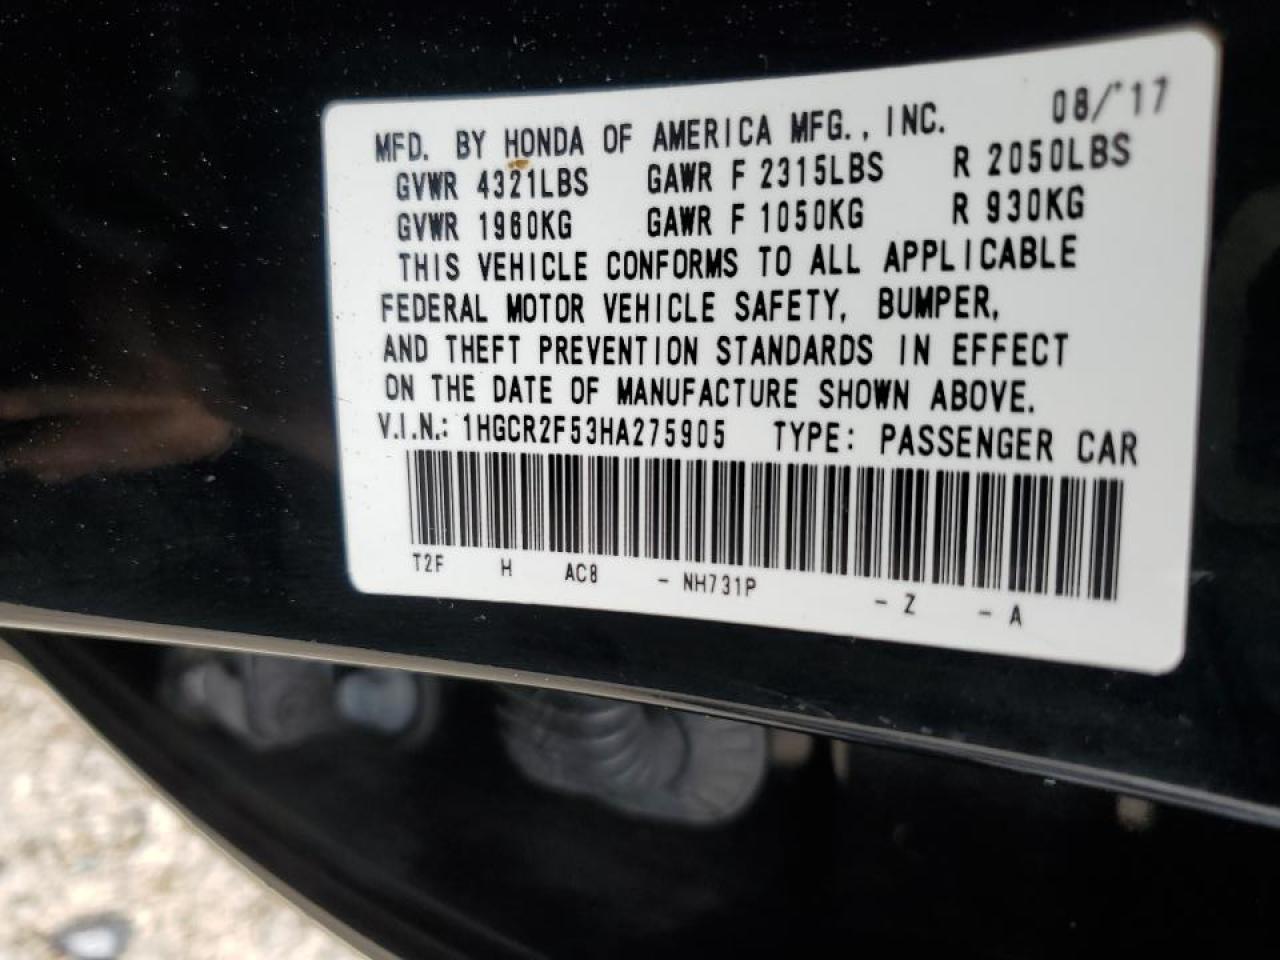 08/'17
MFD. BY HONDA OF AMERICA MFG., INC.
GVWR 4321LBS GAWR F 2315LBS R 2050LBS
GVWR 1960KG GAWR F 1050KG R 930KG
THIS VEHICLE CONFORMS TO ALL APPLICABLE
FEDERAL MOTOR VEHICLE SAFETY, BUMPER,
AND THEFT PREVENTION STANDARDS IN EFFECT
ON THE DATE OF MANUFACTURE SHOWN ABOVE.
V.I.N.: 1HGCR2F53HA275905 TYPE: PASSENGER CAR
T2F H AC8 - NH731P - Z - A